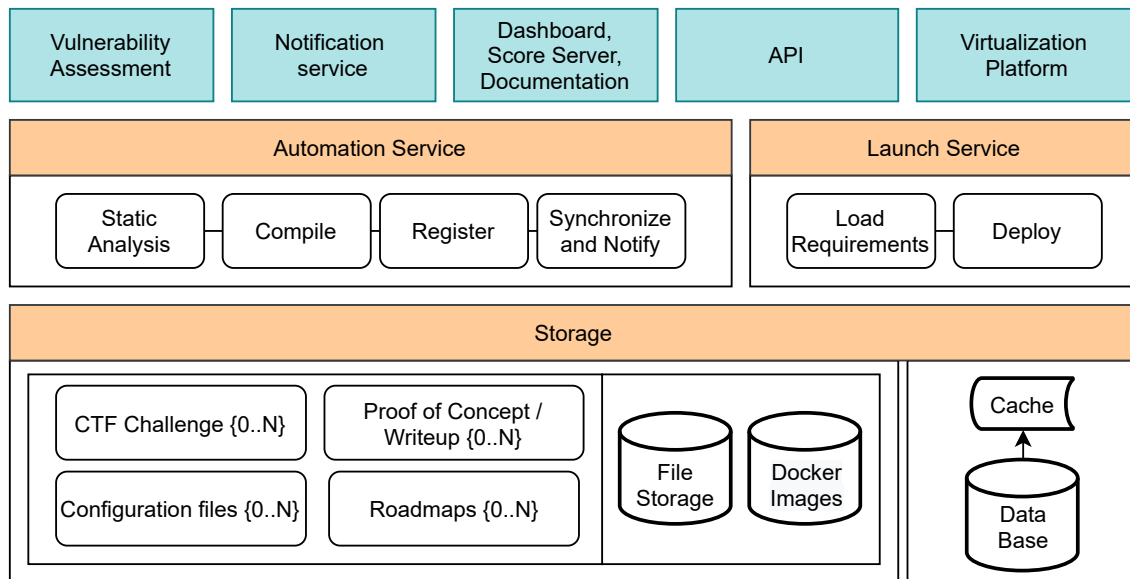 Vulnerability
Assessment
Notification
service
Dashboard,
Score Server,
Documentation
API
Virtualization
Platform
Automation Service
Launch Service
Static
Analysis
Compile
Register
Synchronize
and Notify
Load
Requirements
Deploy
Storage
CTF Challenge {0..N}
Proof of Concept /
Writeup {0..N}
Configuration files {0..N}
Roadmaps {0..N}
File
Storage
Docker
Images
Cache
Data
Base